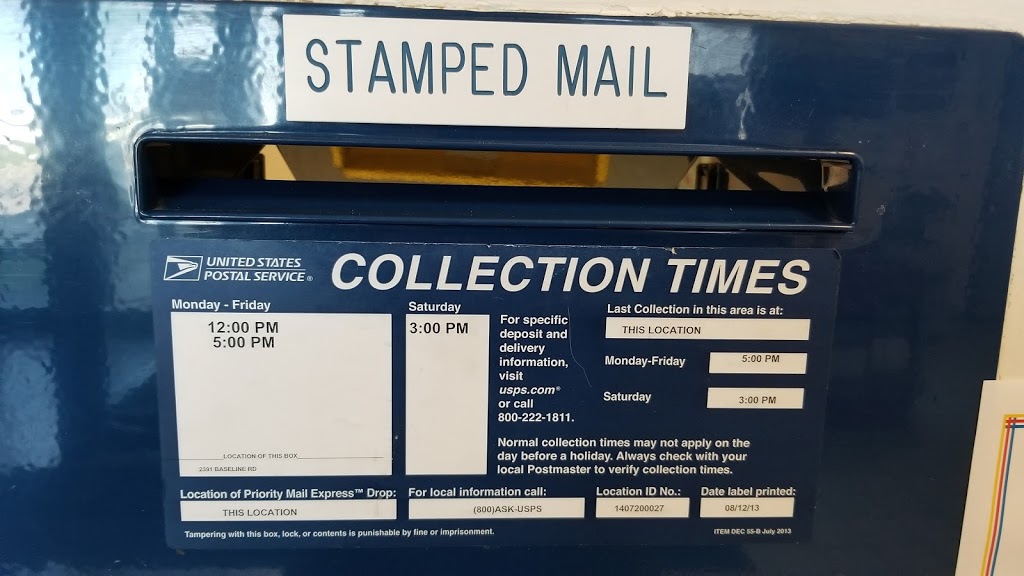 STAMPED MAIL
UNITED STATES
POSTAL SERVICE®
COLLECTION TIMES
Monday - Friday
12:00 PM
5:00 PM
LOCATION OF THIS BOX
2391 BASELINE RD
Saturday
3:00 PM
For specific
deposit and
delivery
information,
visit
usps.com®
or call
800-222-1811.
Last Collection in this area is at:
THIS LOCATION
Monday-Friday 5:00 PM
Saturday 3:00 PM
Normal collection times may not apply on the
day before a holiday. Always check with your
local Postmaster to verify collection times.
Location of Priority Mail Express™ Drop:
THIS LOCATION
For local information call:
(800)ASK-USPS
Location ID No.:
1407200027
Date label printed:
08/12/13
Tampering with this box, lock, or contents is punishable by fine or imprisonment.
ITEM DEC 55-B July 2013